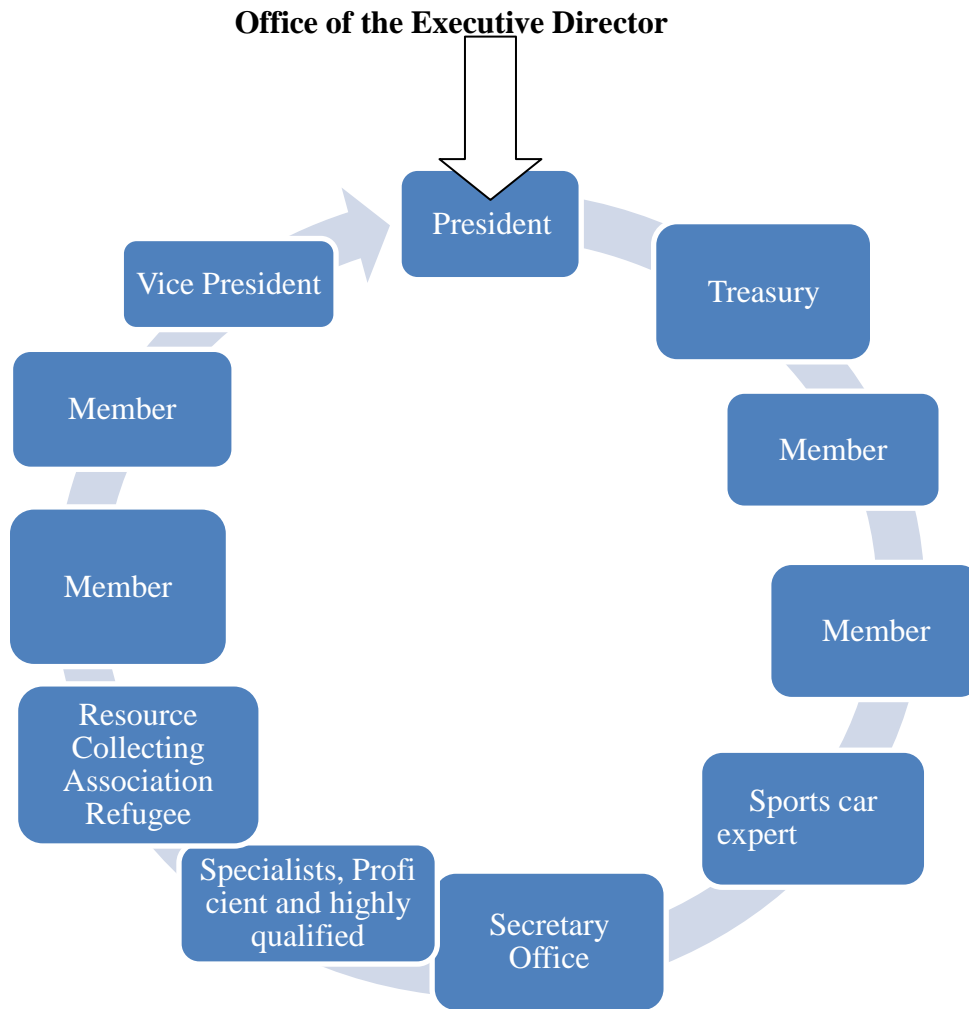 Office of the Executive Director
President
Treasury
Member
Member
Sports car
expert
Secretary
Office
Specialists, Profi
cient and highly
qualified
Resource
Collecting
Association
Refugee
Member
Member
Vice President